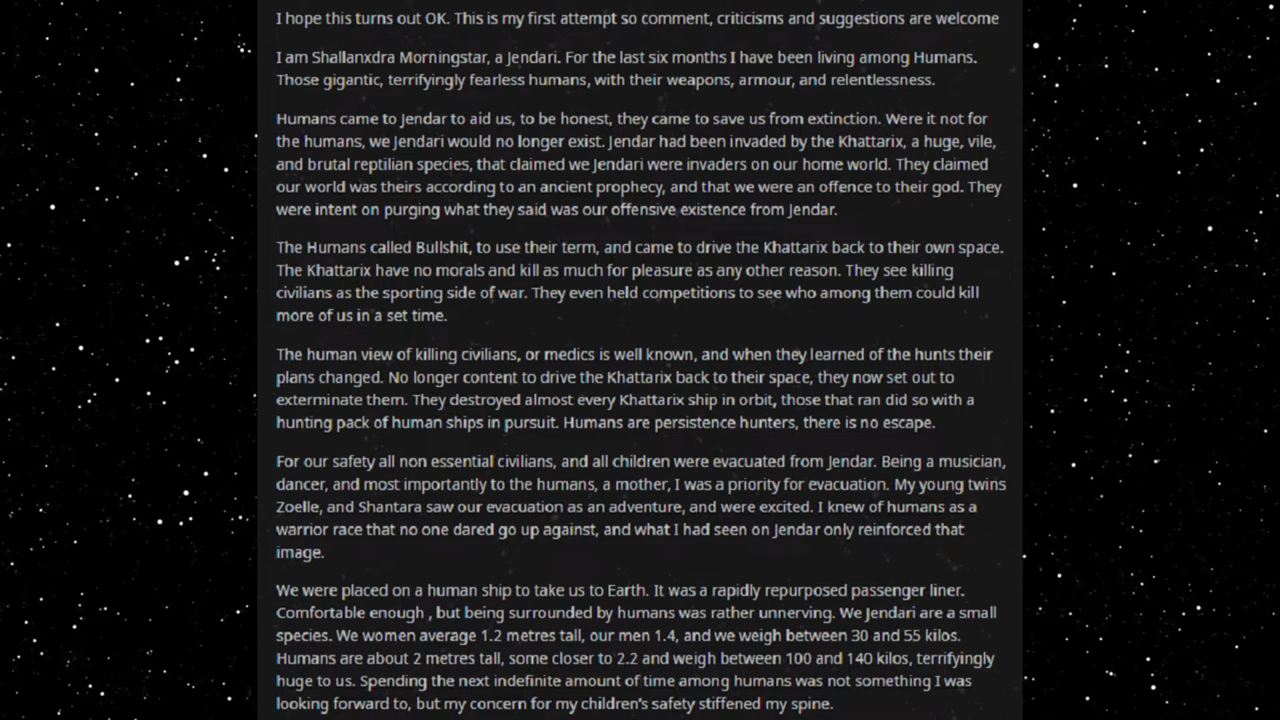 I hope this turns out OK. This is my first attempt so comment, criticisms and suggestions are welcome
I am Shallanxdra Morningstar, a Jendari. For the last six months I have been living among Humans.
Those gigantic, terrifyingly fearless humans, with their weapons, armour, and relentlessness.
Humans came to Jendar to aid us, to be honest, they came to save us from extinction. Were it not for
the humans, we Jendari would no longer exist. Jendar had been invaded by the Khattarix, a huge, vile,
and brutal reptilian species, that claimed we Jendari were invaders on our home world. They claimed
our world was theirs according to an ancient prophecy, and that we were an offence to their god. They
were intent on purging what they said was our offensive existence from Jendar.
The Humans called Bullshit, to use their term, and came to drive the Khattarix back to their own space.
The Khattarix have no morals and kill as much for pleasure as any other reason. They see killing
civilians as the sporting side of war. They even held competitions to see who among them could kill
more of us in a set time.
The human view of killing civilians, or medics is well known, and when they learned of the hunts their
plans changed. No longer content to drive the Khattarix back to their space, they now set out to
exterminate them. They destroyed almost every Khattarix ship in orbit, those that ran did so with a
hunting pack of human ships in pursuit. Humans are persistence hunters, there is no escape.
For our safety all non essential civilians, and all children were evacuated from Jendar. Being a musician,
dancer, and most importantly to the humans, a mother, I was a priority for evacuation. My young twins
Zoelle, and Shantara saw our evacuation as an adventure, and were excited. I knew of humans as a
warrior race that no one dared go up against, and what I had seen on Jendar only reinforced that
image.
We were placed on a human ship to take us to Earth. It was a rapidly repurposed passenger liner.
Comfortable enough , but being surrounded by humans was rather unnerving. We Jendari are a small
species. We women average 1.2 metres tall, our men 1.4, and we weigh between 30 and 55 kilos.
Humans are about 2 metres tall, some closer to 2.2 and weigh between 100 and 140 kilos, terrifyingly
huge to us. Spending the next indefinite amount of time among humans was not something I was
looking forward to, but my concern for my children's safety stiffened my spine.